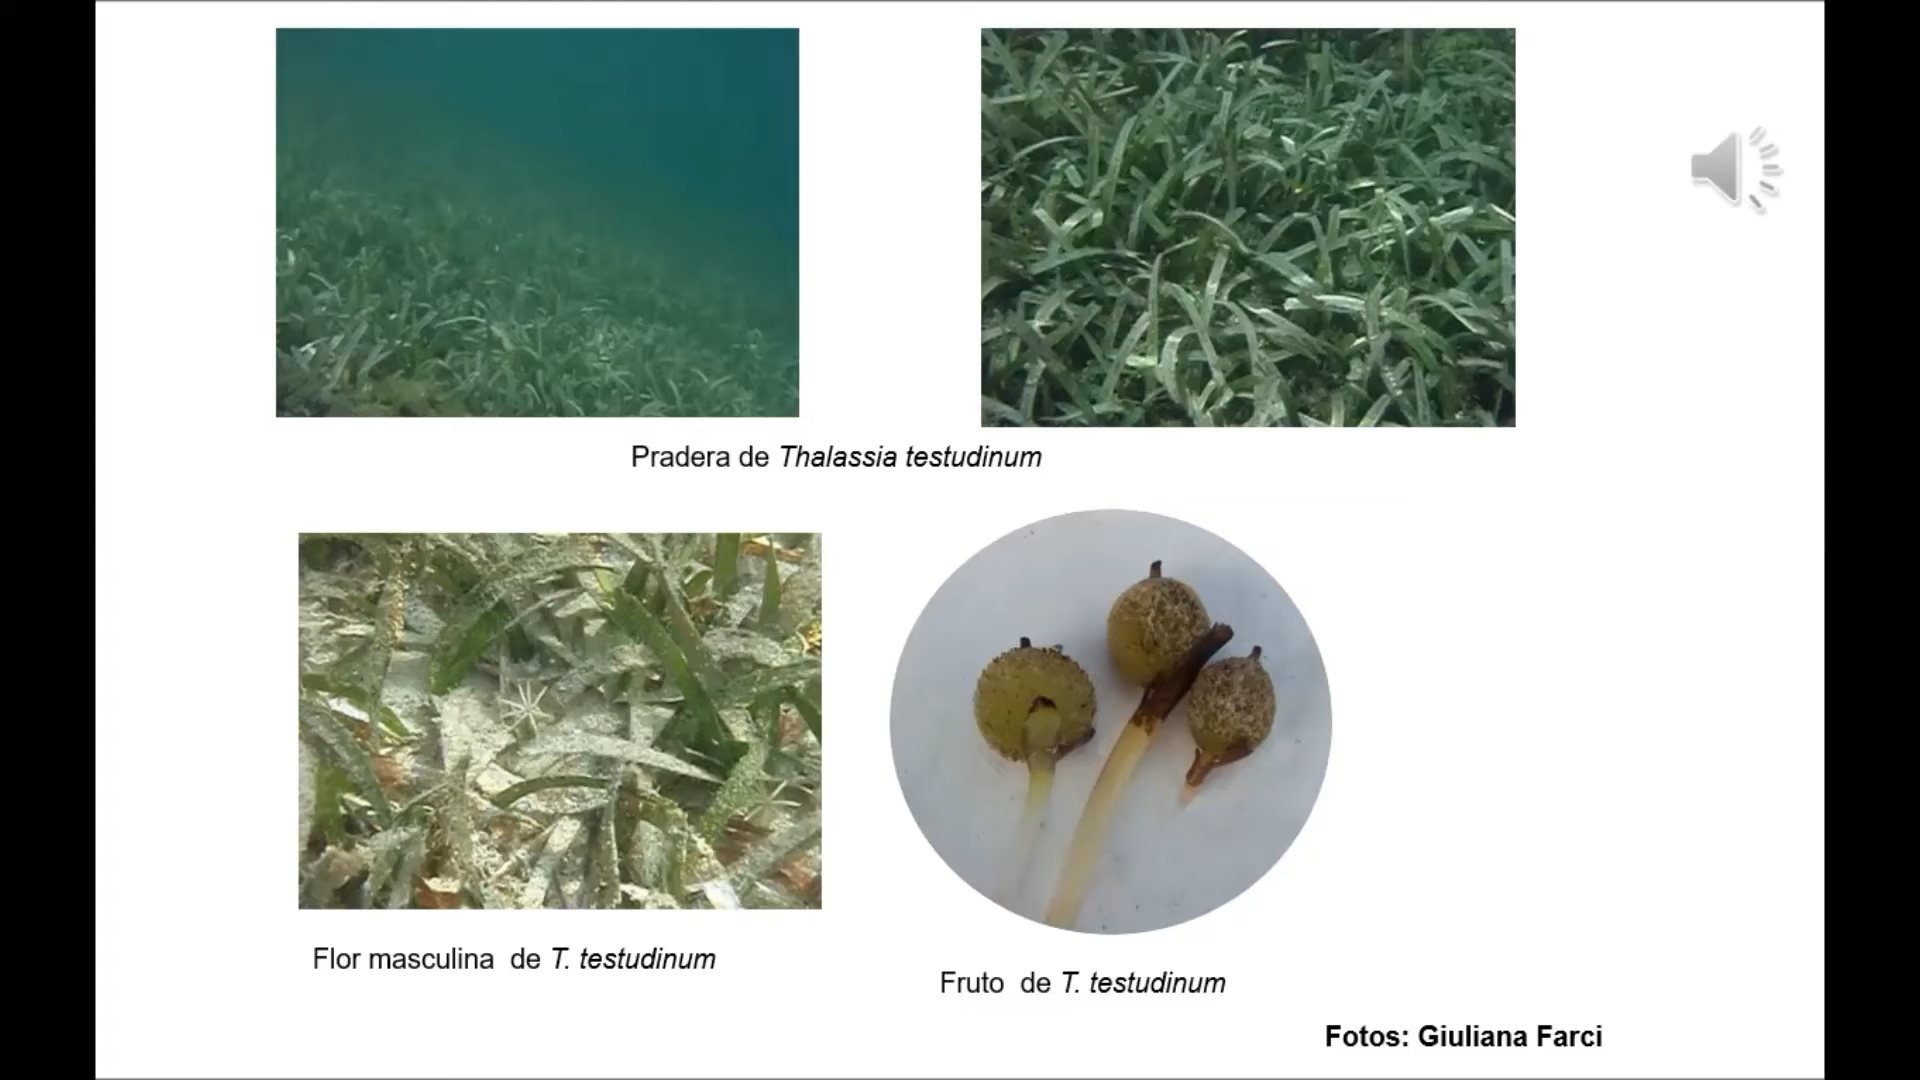 Pradera de Thalassia testudinum
Flor masculina de T. testudinum
Fruto de T. testudinum
Fotos: Giuliana Farci